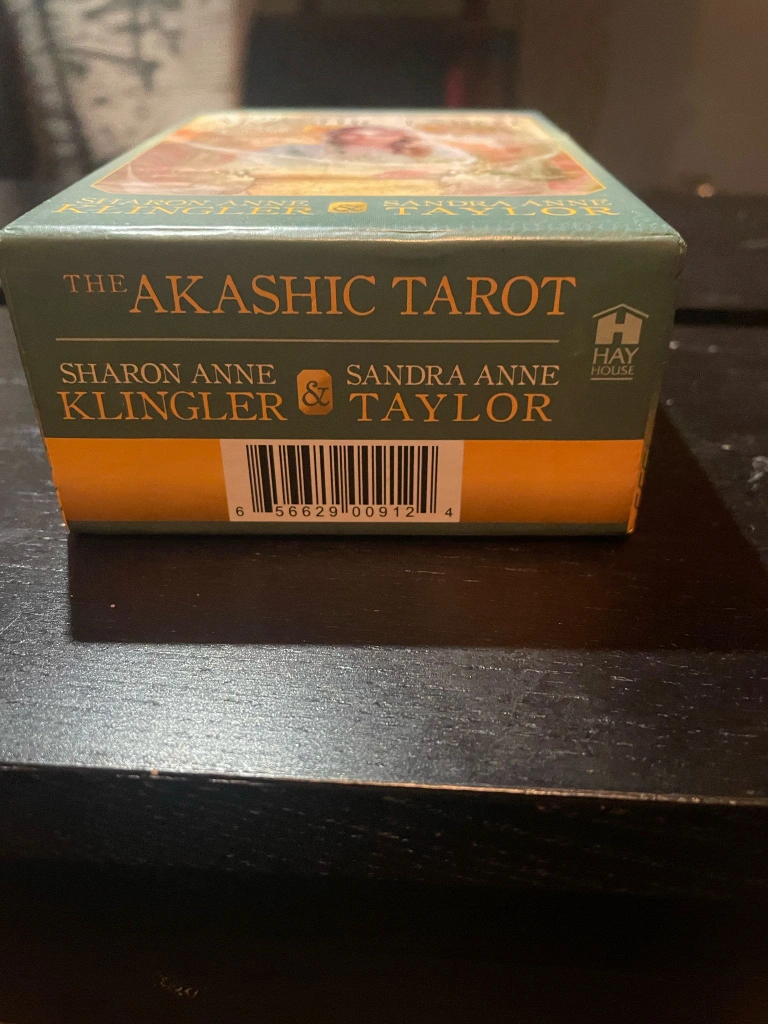 SHARON ANNE & SANDRA ANNE
KLINGLER TAYLOR
THE AKASHIC TAROT
SHARON ANNE & SANDRA ANNE
KLINGLER TAYLOR
HAY
HOUSE
6 56629 00912 4